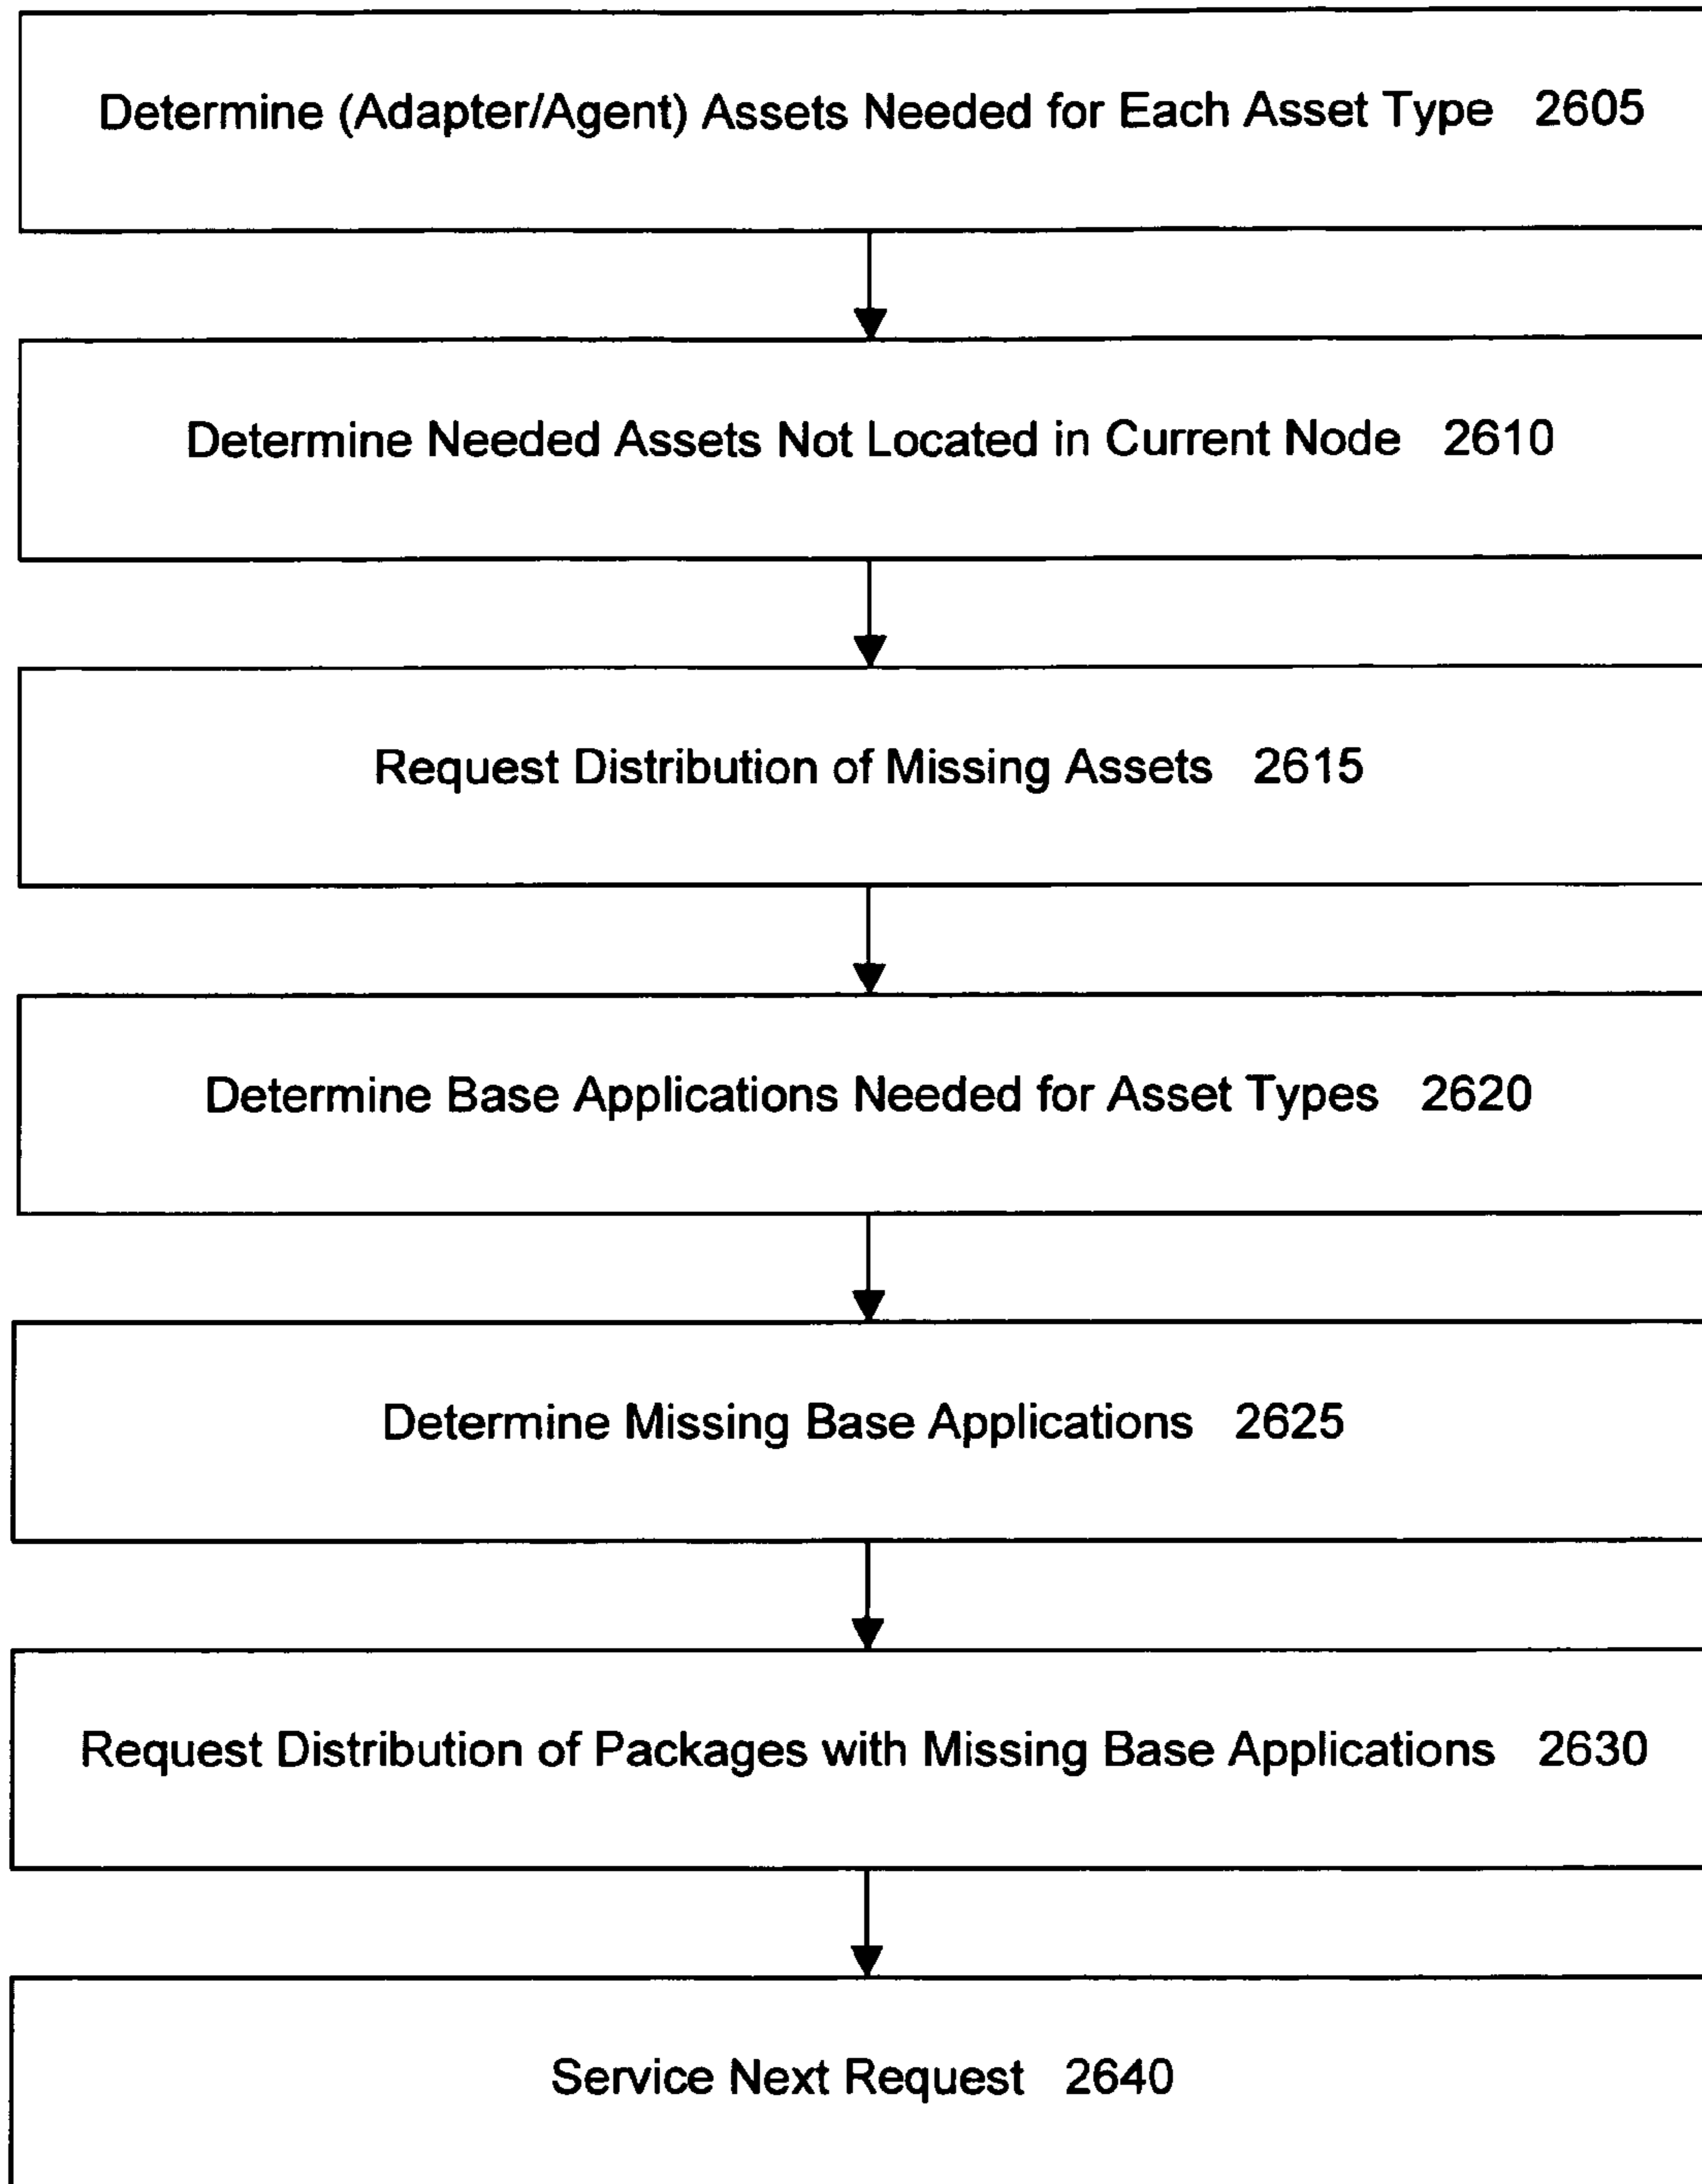 Determine (Adapter/Agent) Assets Needed for Each Asset Type 2605
Determine Needed Assets Not Located in Current Node 2610
Request Distribution of Missing Assets 2615
Determine Base Applications Needed for Asset Types 2620
Determine Missing Base Applications 2625
Request Distribution of Packages with Missing Base Applications 2630
Service Next Request 2640